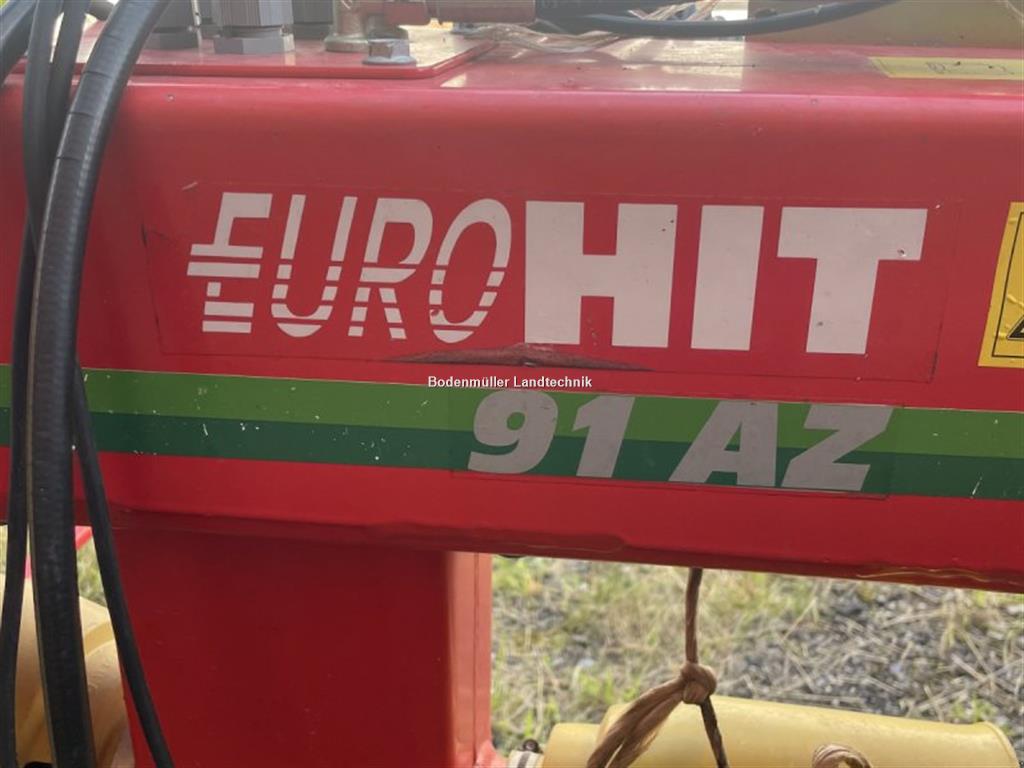 EUROHIT
Bodenmüller Landtechnik
91 AZ